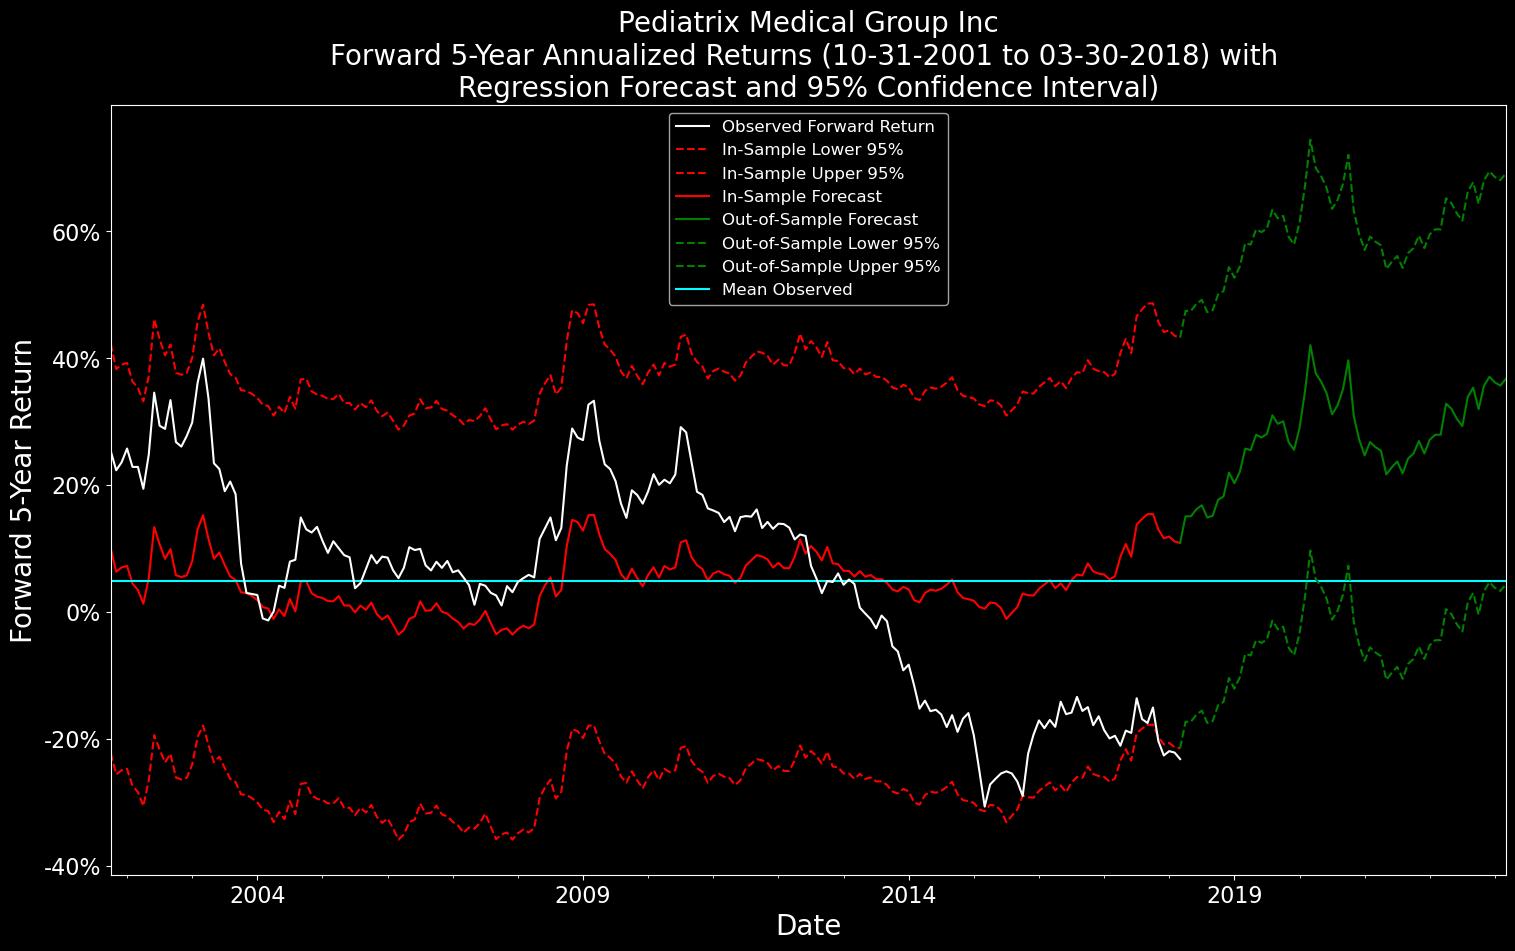 Pediatrix Medical Group Inc
Forward 5-Year Annualized Returns (10-31-2001 to 03-30-2018) with
Regression Forecast and 95% Confidence Interval)
Observed Forward Return
In-Sample Lower 95%
In-Sample Upper 95%
In-Sample Forecast
Out-of-Sample Forecast
Out-of-Sample Lower 95%
Out-of-Sample Upper 95%
Mean Observed
Forward 5-Year Return
60%
40%
20%
0%
-20%
-40%
2004
2009
2014
2019
Date